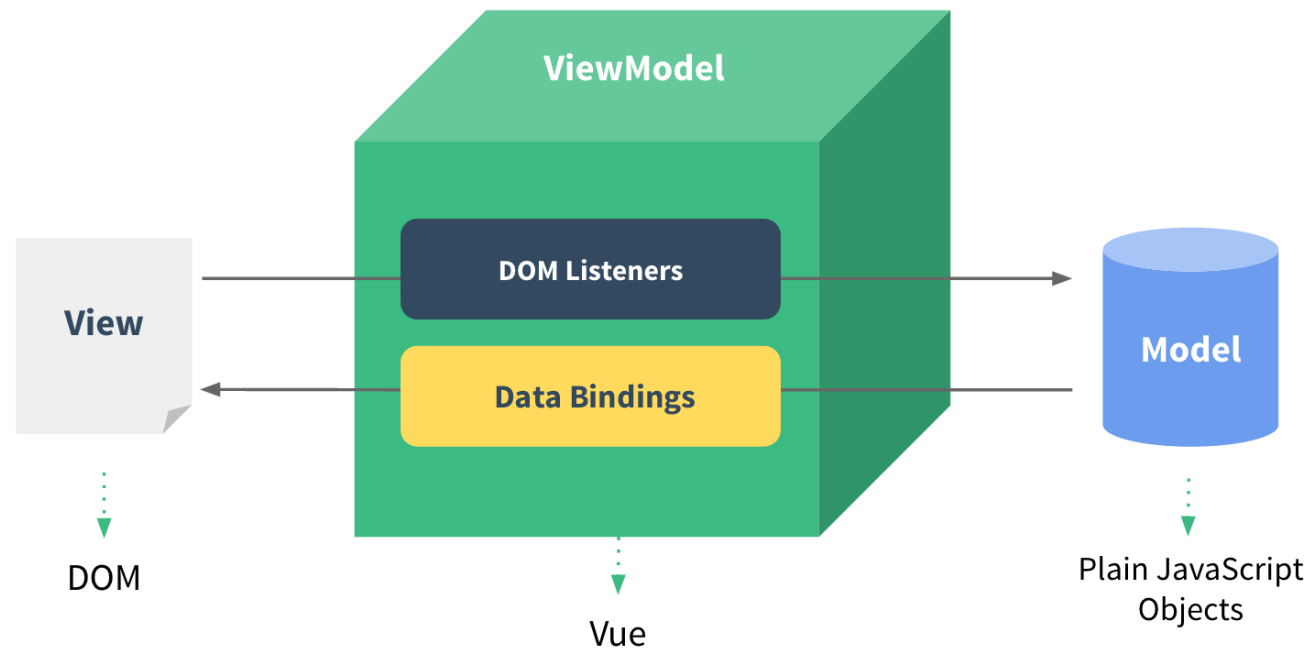 ViewModel
DOM Listeners
View
Data Bindings
Model
DOM
Vue
Plain JavaScript
Objects